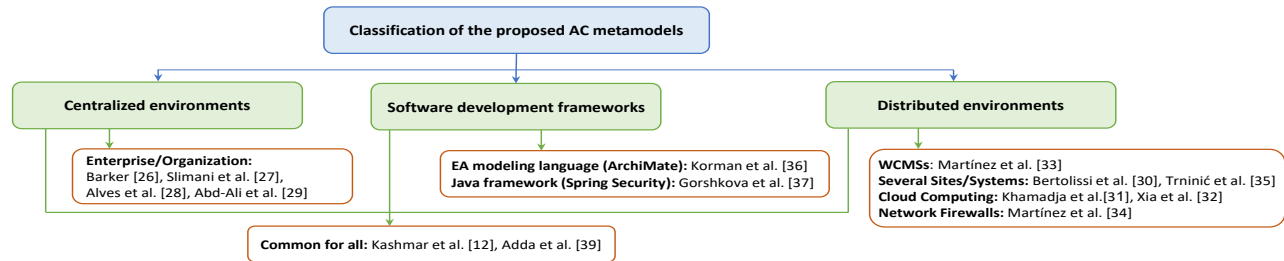 Classification of the proposed AC metamodels
Centralized environments
Software development frameworks
Distributed environments
Enterprise/Organization:
Barker [26], Slimani et al. [27],
Alves et al. [28], Abd-Ali et al. [29]
EA modeling language (ArchiMate): Korman et al. [36]
Java framework (Spring Security): Gorshkova et al. [37]
WCMSs: Martínez et al. [33]
Several Sites/Systems: Bertolissi et al. [30], Trninić et al. [35]
Cloud Computing: Khamadja et al.[31], Xia et al. [32]
Network Firewalls: Martínez et al. [34]
Common for all: Kashmar et al. [12], Adda et al. [39]